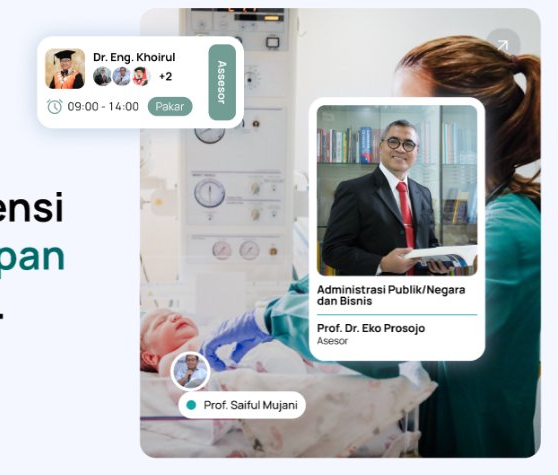 Dr. Eng. Khoirul
+2
09:00 - 14:00
Pakar
Assesor
ensi
pan
Administrasi Publik/Negara
dan Bisnis
Prof. Dr. Eko Prosojo
Asesor
Prof. Saiful Mujani